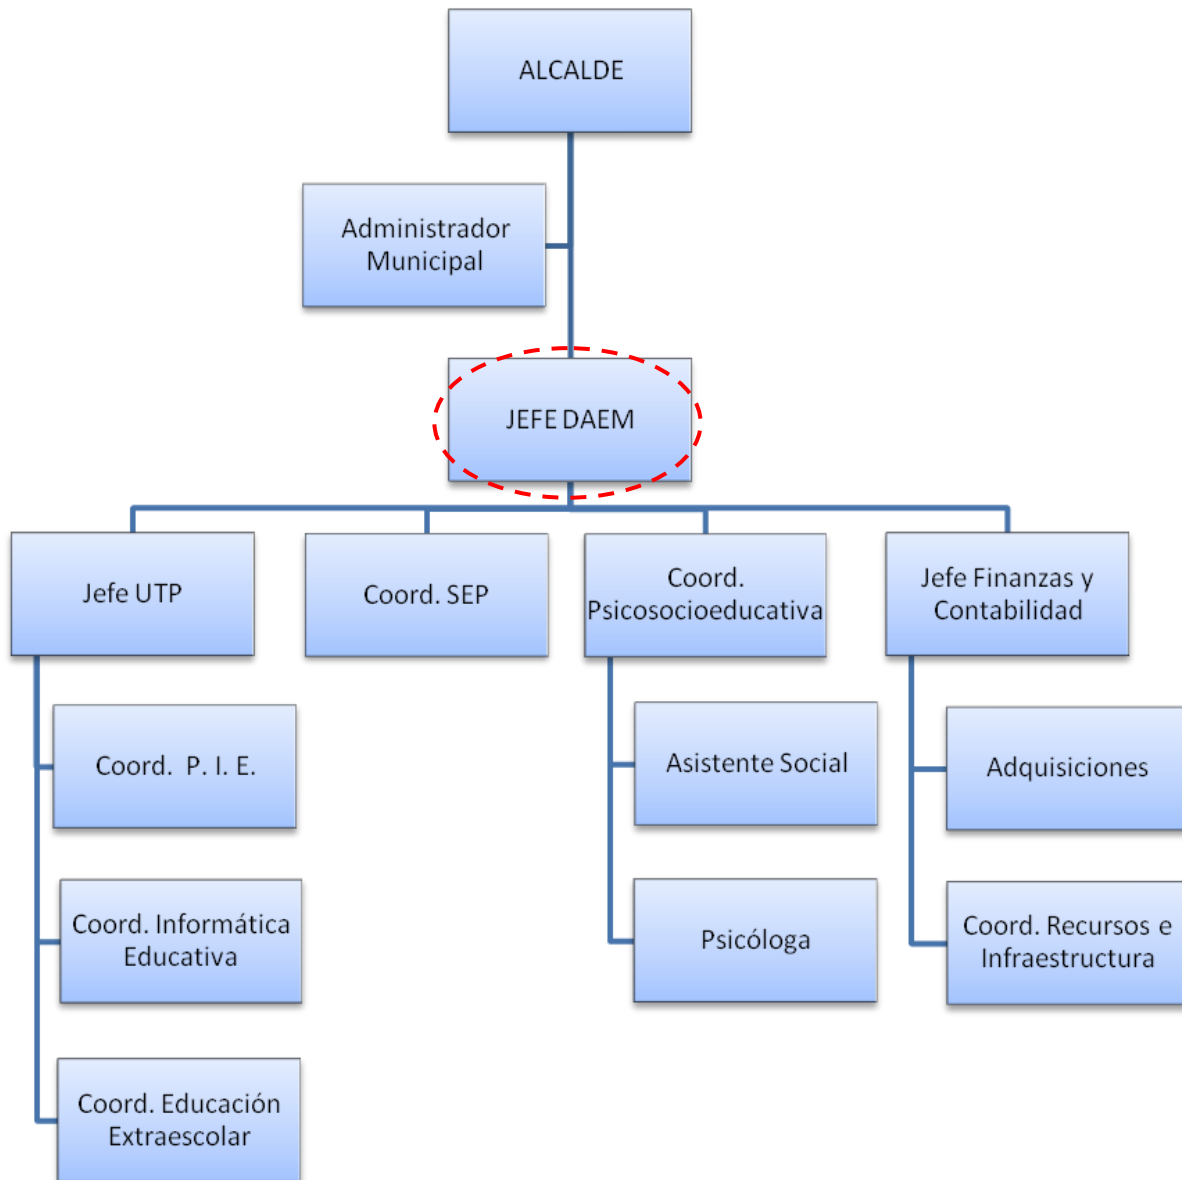 ALCALDE
Administrador
Municipal
JEFE DAEM
Jefe UTP
Coord. SEP
Coord.
Psicosocioeducativa
Jefe Finanzas y
Contabilidad
Coord. P. I. E.
Asistente Social
Adquisiciones
Coord. Informática
Educativa
Psicóloga
Coord. Recursos e
Infraestructura
Coord. Educación
Extraescolar